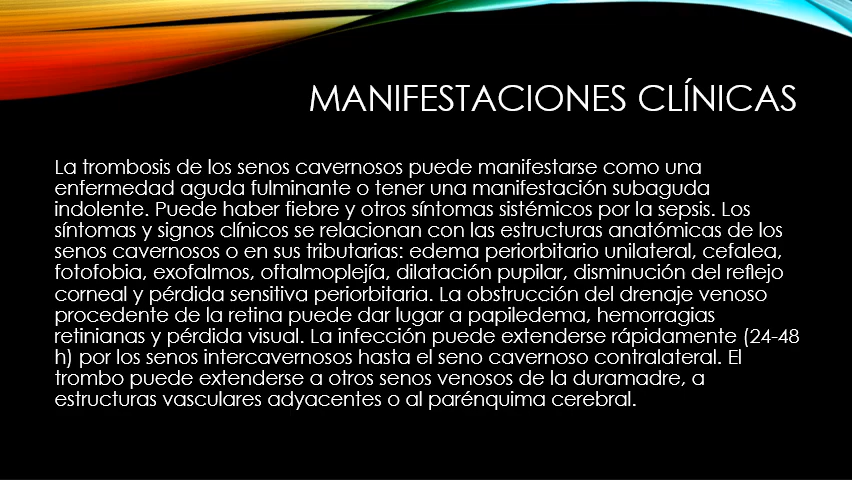 MANIFESTACIONES CLÍNICAS
La trombosis de los senos cavernosos puede manifestarse como una
enfermedad aguda fulminante o tener una manifestación subaguda
indolente. Puede haber fiebre y otros síntomas sistémicos por la sepsis. Los
síntomas y signos clínicos se relacionan con las estructuras anatómicas de los
senos cavernosos o en sus tributarias: edema periorbitario unilateral, cefalea,
fotofobia, exofalmos, oftalmoplejía, dilatación pupilar, disminución del reflejo
corneal y pérdida sensitiva periorbitaria. La obstrucción del drenaje venoso
procedente de la retina puede dar lugar a papiledema, hemorragias
retinianas y pérdida visual. La infección puede extenderse rápidamente (24-48
h) por los senos intercavernosos hasta el seno cavernoso contralateral. El
trombo puede extenderse a otros senos venosos de la duramadre, a
estructuras vasculares adyacentes o al parénquima cerebral.